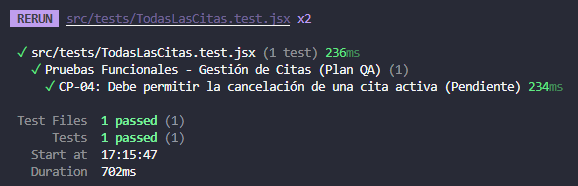 RERUN src/tests/TodasLasCitas.test.jsx x2
✓ src/tests/TodasLasCitas.test.jsx (1 test) 236ms
✓ Pruebas Funcionales - Gestión de Citas (Plan QA) (1)
✓ CP-04: Debe permitir la cancelación de una cita activa (Pendiente) 234ms
Test Files 1 passed (1)
Tests 1 passed (1)
Start at 17:15:47
Duration 702ms